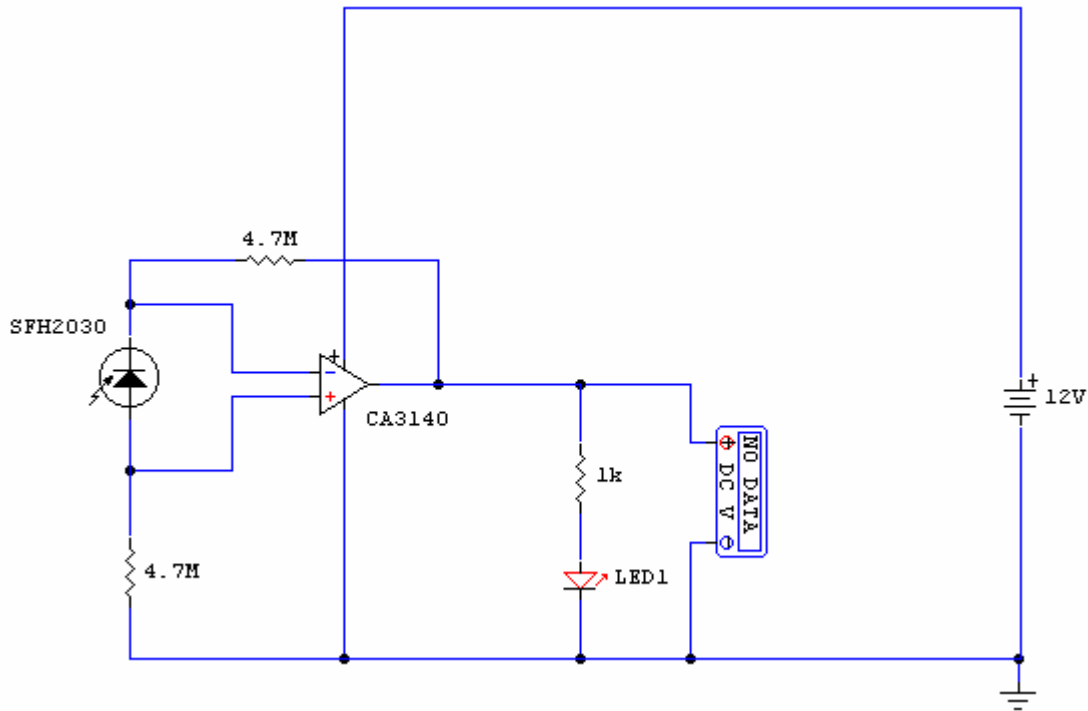 4.7M
SFH2030
+
−
+
CA3140
12V
+
1k
NO DATA
DC V
4.7M
LED1